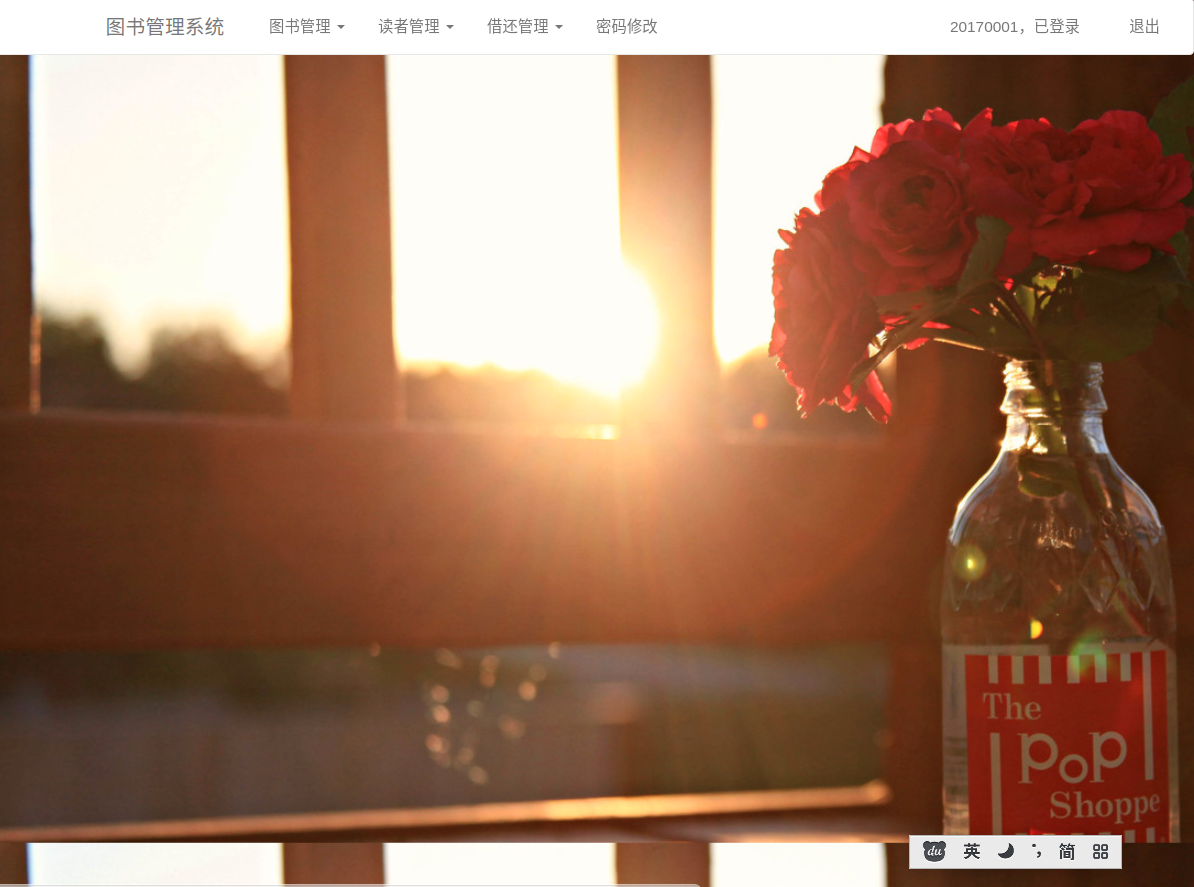 图书管理系统 图书管理 读者管理 借还管理 密码修改 20170001，已登录 退出
The
PoP
Shoppe
du 英 简